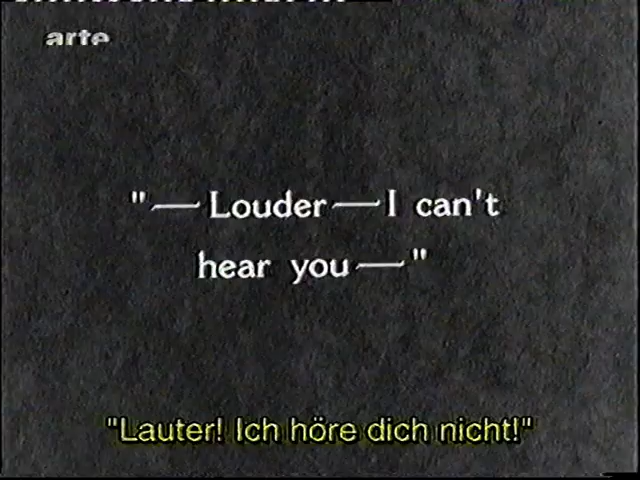 arte
"—Louder—I can't
hear you—"
"Lauter! Ich höre dich nicht!"